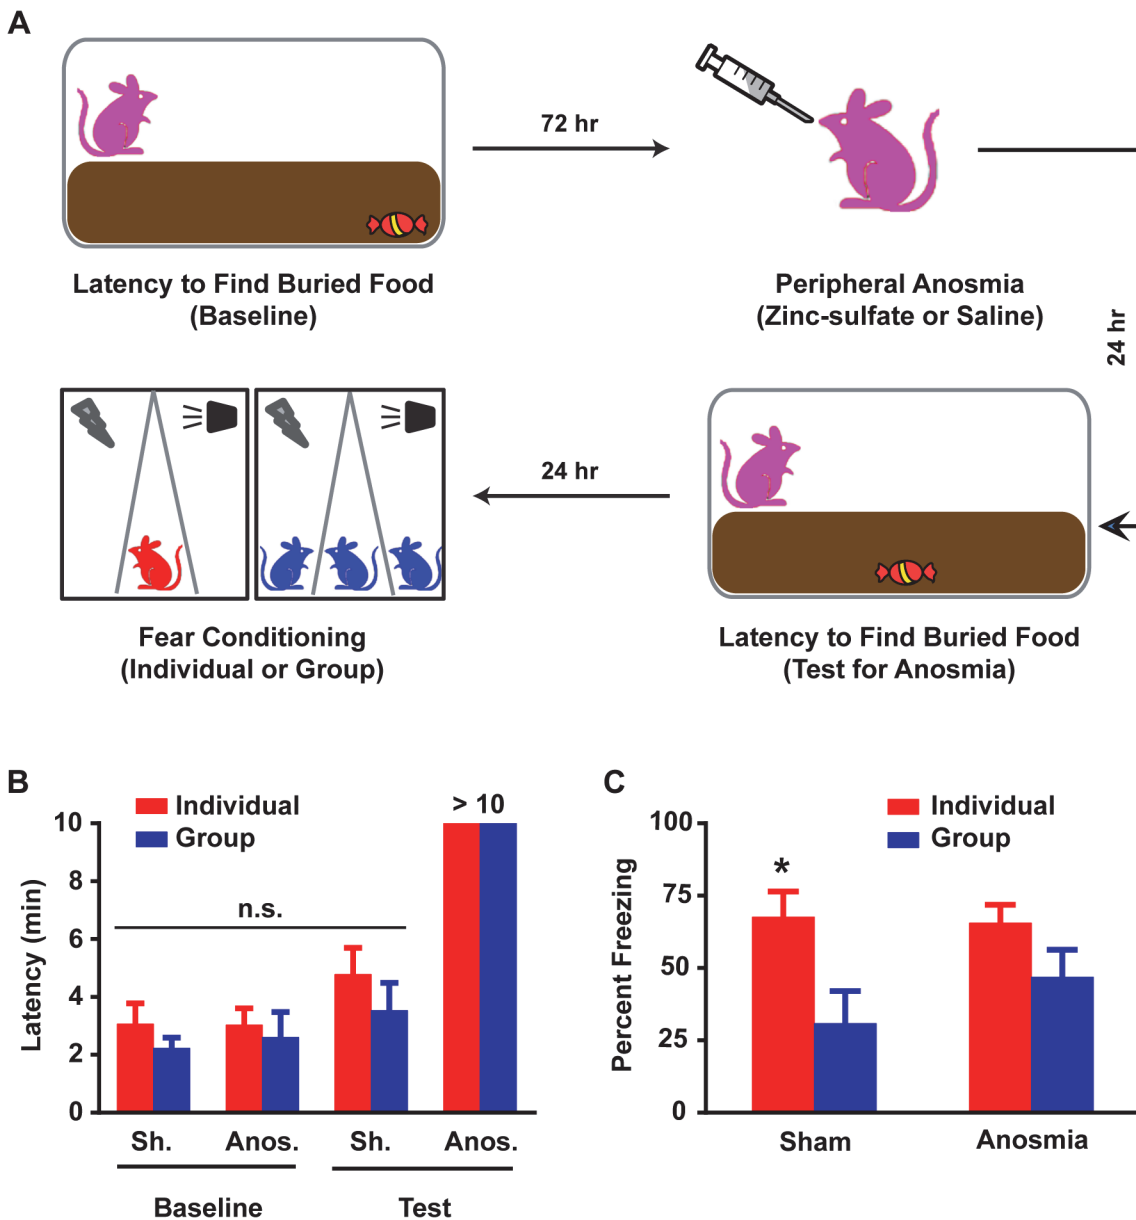 A
72 hr
Latency to Find Buried Food
(Baseline)
Peripheral Anosmia
(Zinc-sulfate or Saline)
24 hr
24 hr
Fear Conditioning
(Individual or Group)
Latency to Find Buried Food
(Test for Anosmia)
B
Individual
Group
> 10
Latency (min)
10
8
6
4
2
0
n.s.
Sh.
Anos.
Sh.
Anos.
Baseline
Test
C
Individual
Group
Percent Freezing
100
75
50
25
0
*
Sham
Anosmia